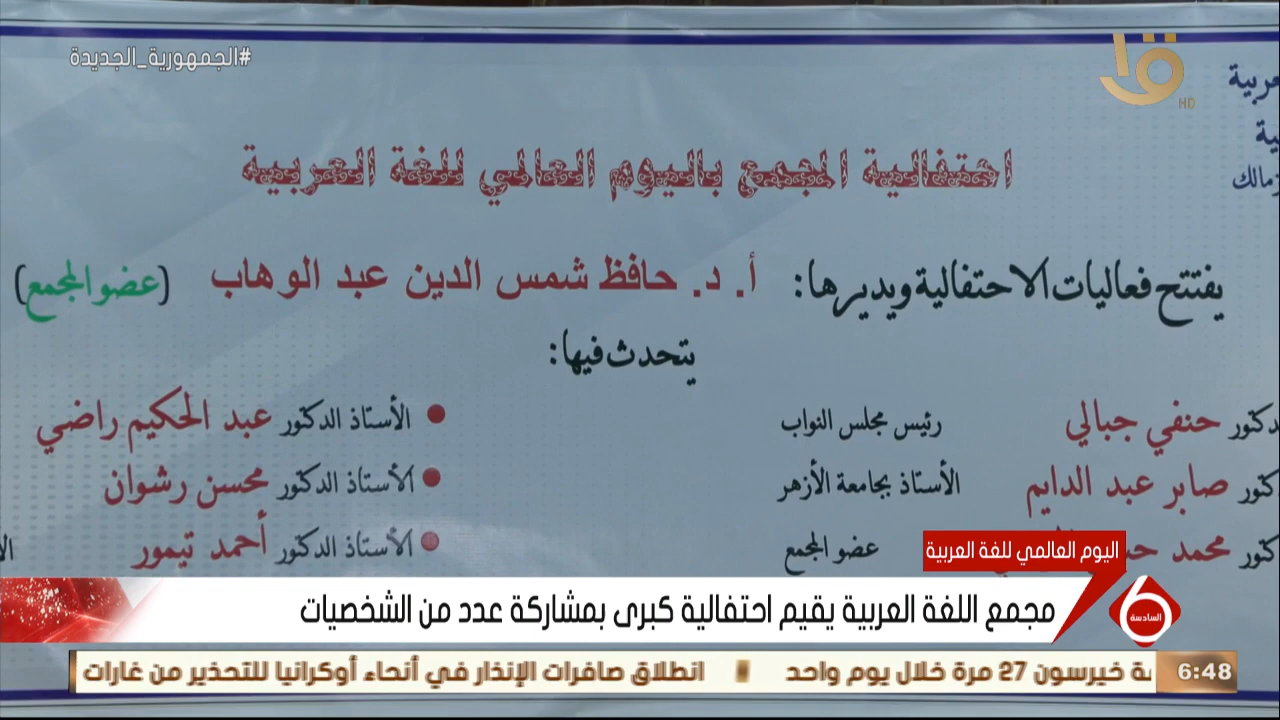 #الجمهورية_الجديدة
HD
احتفالية المجمع باليوم العالمي للغة العربية
يفتتح فعاليات الاحتفالية ويديرها: أ. د. حافظ شمس الدين عبد الوهاب (عضو المجمع)
يتحدث فيها:
حنفي جبالي رئيس مجلس النواب
• الأستاذ الدكتور عبد الحكيم راضي
صابر عبد الدايم الأستاذ بجامعة الأزهر
• الأستاذ الدكتور محسن رشوان
محمد عضو المجمع
• الأستاذ الدكتور أحمد تيمور
اليوم العالمي للغة العربية
السادسة 6
مجمع اللغة العربية يقيم احتفالية كبرى بمشاركة عدد من الشخصيات
6:48
خيرسون 27 مرة خلال يوم واحد انطلاق صافرات الإنذار في أنحاء أوكرانيا للتحذير من غارات